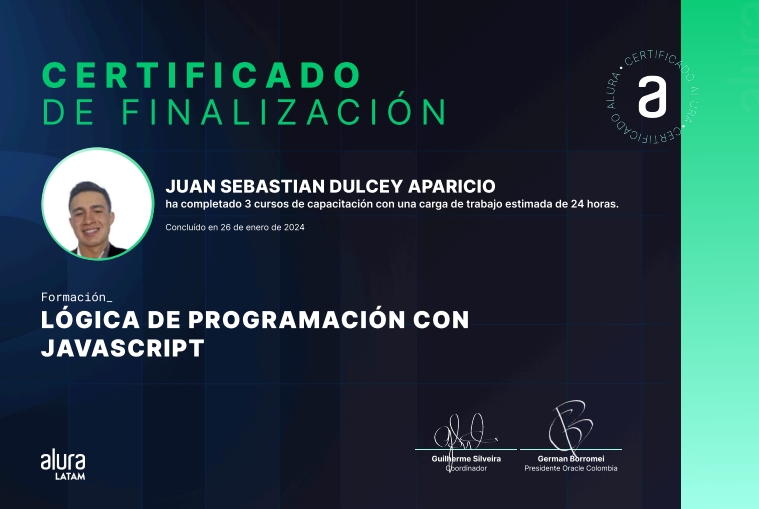 CERTIFICADO
DE FINALIZACIÓN
ALURA • CERTIFICADO ALURA • CERTIFICADO
a
JUAN SEBASTIAN DULCEY APARICIO
ha completado 3 cursos de capacitación con una carga de trabajo estimada de 24 horas.
Concluído en 26 de enero de 2024
Formación_
LÓGICA DE PROGRAMACIÓN CON
JAVASCRIPT
alura
LATAM
Guilherme Silveira
Coordinador
German Borromei
Presidente Oracle Colombia